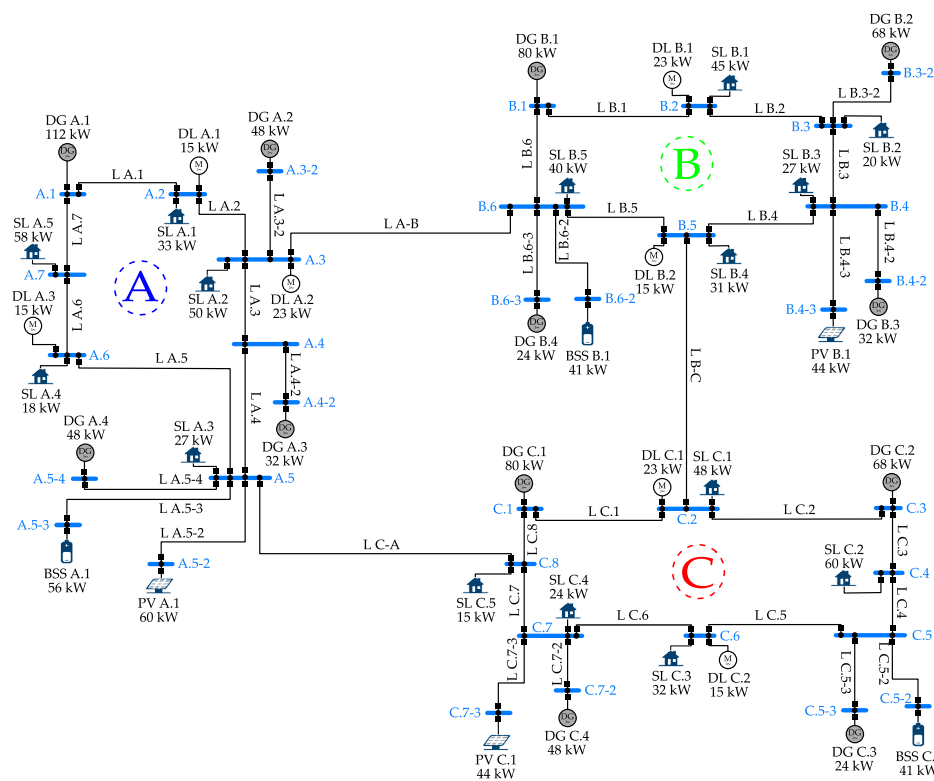 DG B.1
80 kW
DG
DL B.1
23 kW
M
SL B.1
45 kW
DG B.2
68 kW
DG
B.3-2
B.1
L B.1
B.2
L B.2
B.3
L B.3-2
SL B.2
20 kW
L B.6
B
L B.3
SL B.5
40 kW
SL B.3
27 kW
B.6
L B.5
B.5
L B.4
B.4
L B.6-3
L B.6-2
DL B.2
15 kW
M
SL B.4
31 kW
L B.4-3
L B.4-2
B.6-3
B.6-2
B.4-3
B.4-2
DG
DG B.4
24 kW
BSS B.1
41 kW
PV B.1
44 kW
DG
DG B.3
32 kW
DG A.1
112 kW
DG
DL A.1
15 kW
M
DG A.2
48 kW
DG
A.3-2
A.1
L A.1
A.2
L A.2
SL A.1
33 kW
L A.3-2
L A-B
L A.7
SL A.5
58 kW
A.7
A
A.3
SL A.2
50 kW
M
DL A.2
23 kW
L A.6
L A.3
DL A.3
15 kW
M
A.6
L A.5
SL A.4
18 kW
A.4
L A.4-2
A.4-2
DG
DG A.3
32 kW
L A.4
DG A.4
48 kW
DG
SL A.3
27 kW
A.5-4
L A.5-4
A.5
L A.5-3
A.5-3
BSS A.1
56 kW
L A.5-2
A.5-2
PV A.1
60 kW
L C-A
L B-C
DG C.1
80 kW
DG
DL C.1
23 kW
M
SL C.1
48 kW
DG C.2
68 kW
DG
C.1
L C.1
C.2
L C.2
C.3
L C.8
C
L C.3
C.8
SL C.5
15 kW
SL C.2
60 kW
C.4
L C.7
SL C.4
24 kW
L C.4
C.7
L C.6
C.6
L C.5
C.5
L C.7-3
L C.7-2
SL C.3
32 kW
M
DL C.2
15 kW
L C.5-3
L C.5-2
C.7-3
C.7-2
C.5-3
C.5-2
PV C.1
44 kW
DG
DG C.4
48 kW
DG
DG C.3
24 kW
BSS C.
41 kW